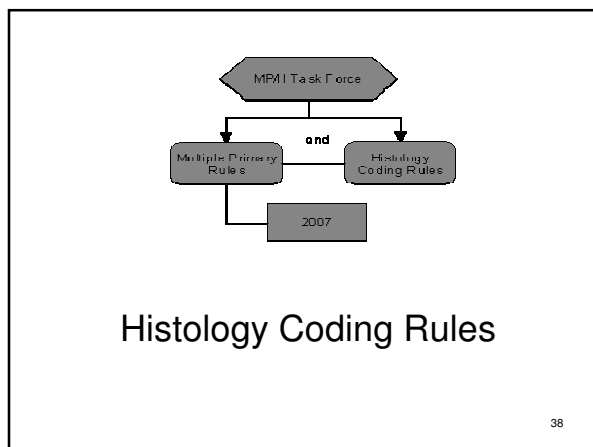 MP/H Task Force
and
Multiple Primary
Rules
Histology
Coding Rules
2007
Histology Coding Rules
38